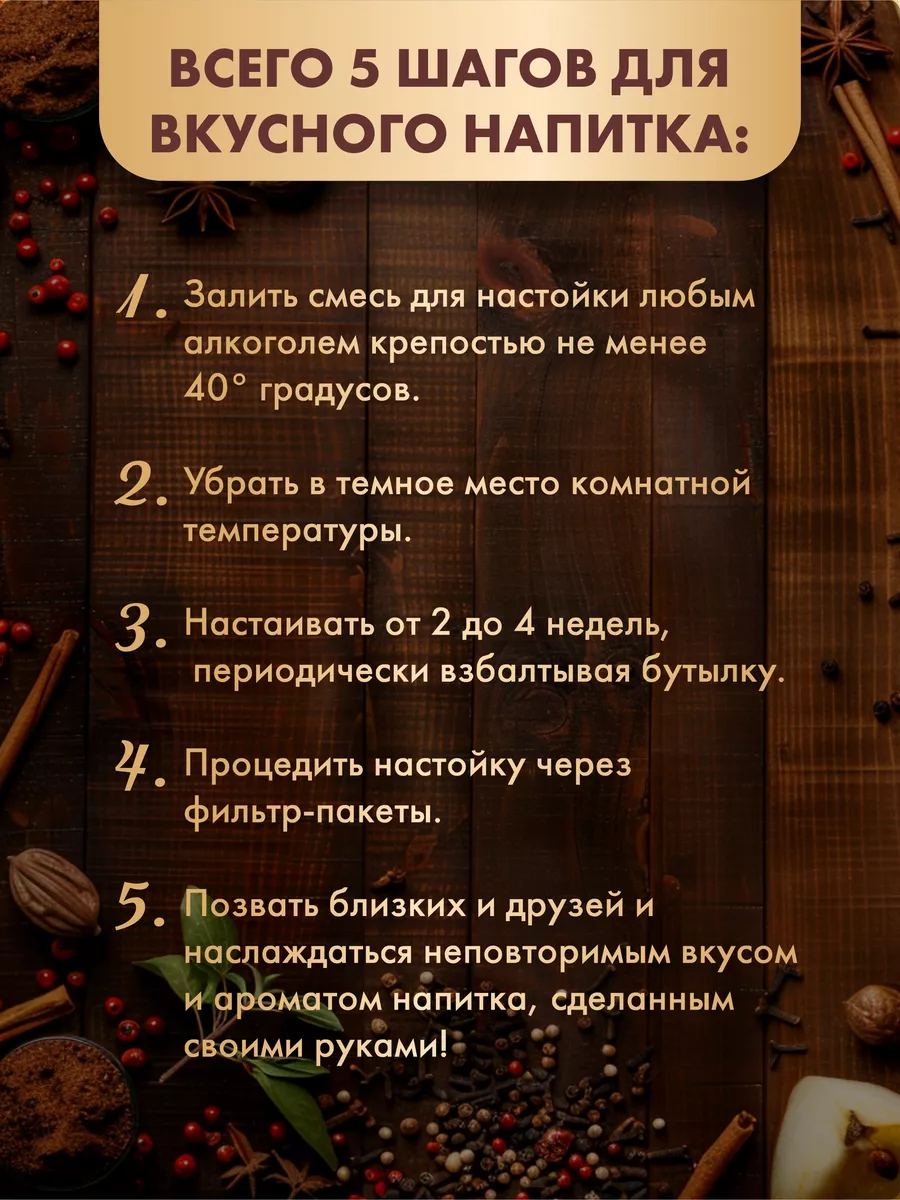 ВСЕГО 5 ШАГОВ ДЛЯ
ВКУСНОГО НАПИТКА:
1. Залить смесь для настойки любым
алкоголем крепостью не менее
40° градусов.
2. Убрать в темное место комнатной
температуры.
3. Настаивать от 2 до 4 недель,
периодически взбалтывая бутылку.
4. Процедить настойку через
фильтр-пакеты.
5. Позвать близких и друзей и
наслаждаться неповторимым вкусом
и ароматом напитка, сделанным
своими руками!